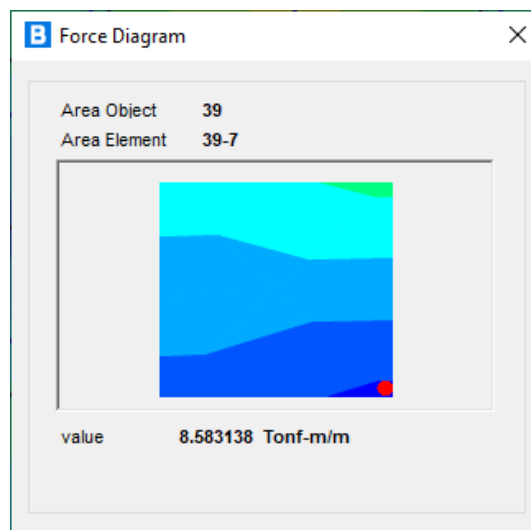 B Force Diagram
Area Object 39
Area Element 39-7
value 8.583138 Tonf-m/m